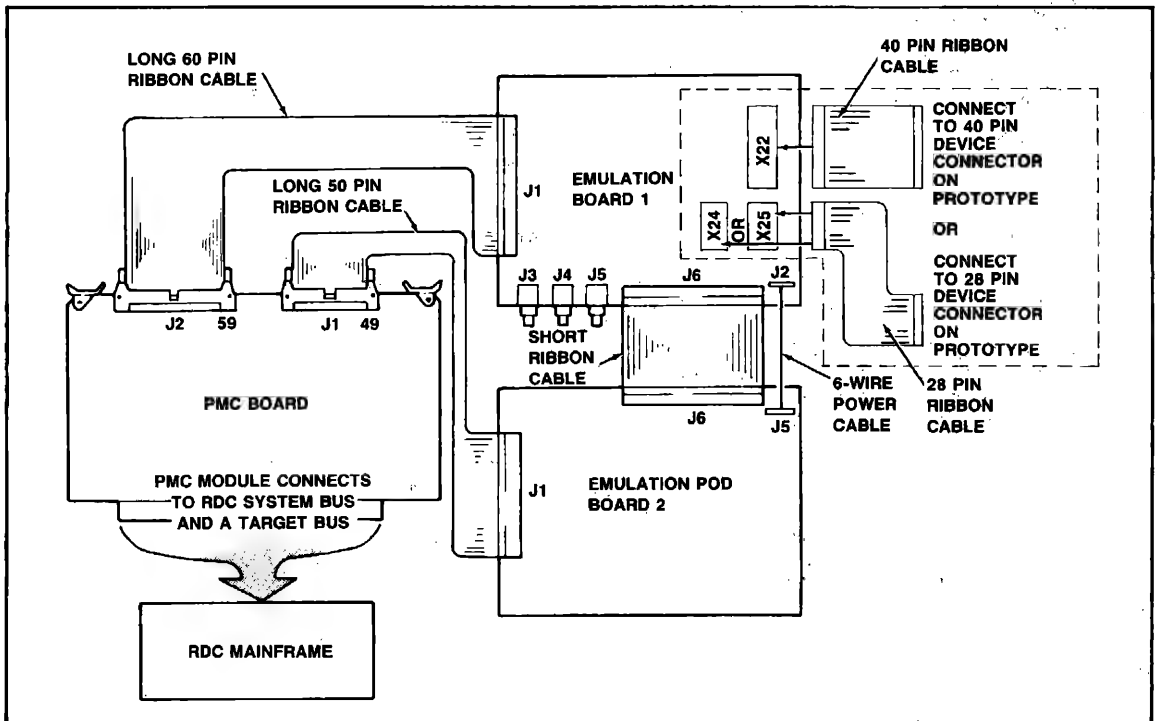 LONG 60 PIN
RIBBON CABLE
40 PIN RIBBON
CABLE
CONNECT
TO 40 PIN
DEVICE
CONNECTOR
ON
PROTOTYPE
OR
CONNECT
TO 28 PIN
DEVICE
CONNECTOR
ON
PROTOTYPE
X22
X24
OR
X25
J1
EMULATION
BOARD 1
LONG 50 PIN
RIBBON CABLE
J3
J4
J5
J6
J2
J2
59
J1
49
SHORT
RIBBON
CABLE
6-WIRE
POWER
CABLE
28 PIN
RIBBON
CABLE
J6
J5
PMC BOARD
PMC MODULE CONNECTS
TO RDC SYSTEM BUS
AND A TARGET BUS
J1
EMULATION POD
BOARD 2
RDC MAINFRAME